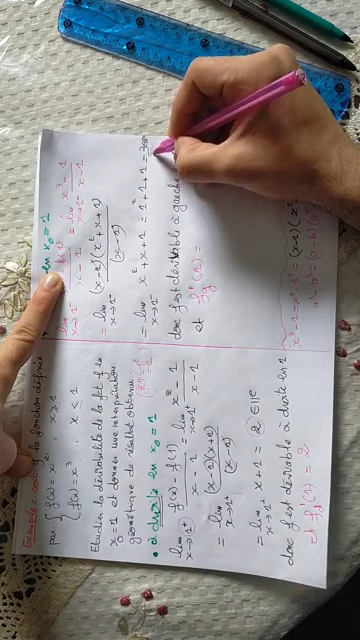 Exemple: soit f la fonction définie
par { f(x) = x² , x ⩾ 1
{ f(x) = x³ , x < 1
Etudier la dérivabilité de la fct f en
x₀ = 1 et donner une interprétation
géométrique du résultat obtenu
• à droite en x₀ = 1
lim x→1⁺ f(x) - f(1) / x - 1 = lim x→1⁺ x² - 1 / x - 1
= lim x→1⁺ (x-1)(x+1) / (x-1)
= lim x→1⁺ x+1 = 2 ∈ IR
donc f est dérivable à droite en 1
et f'd(1) = 2
en x₀ = 1
lim x→1⁻ x - 1 = lim x→1⁻ x³ - 1 / x - 1
= lim x→1⁻ (x-1)(x²+x+1) / (x-1)
= lim x→1⁻ x²+x+1 = 1²+1+1 = 3
donc f est dérivable à gauche
et f'g(1) =
x³-1 = x³-1³ = (x-1)(x²
a³-b³ = (a-b)(a²